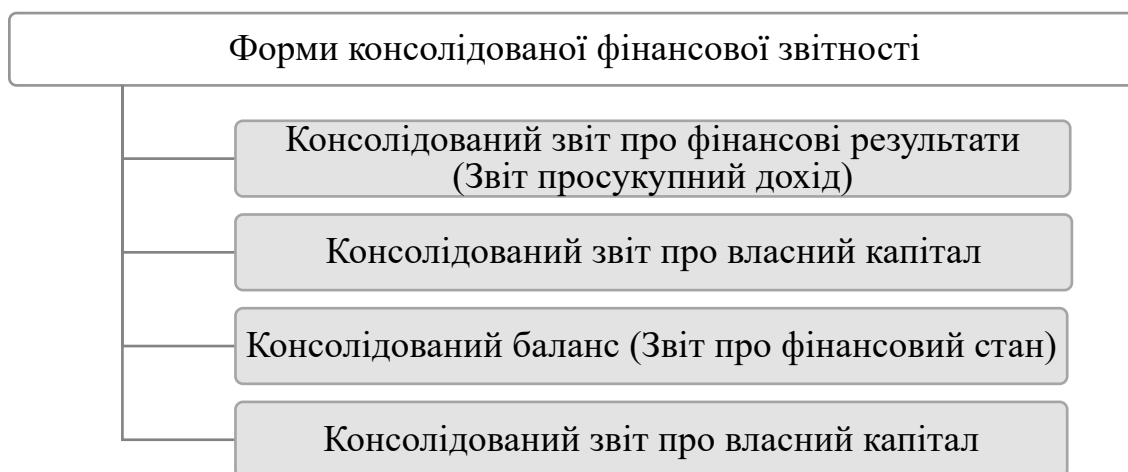 Форми консолідованої фінансової звітності
Консолідований звіт про фінансові результати
(Звіт просукупний дохід)
Консолідований звіт про власний капітал
Консолідований баланс (Звіт про фінансовий стан)
Консолідований звіт про власний капітал